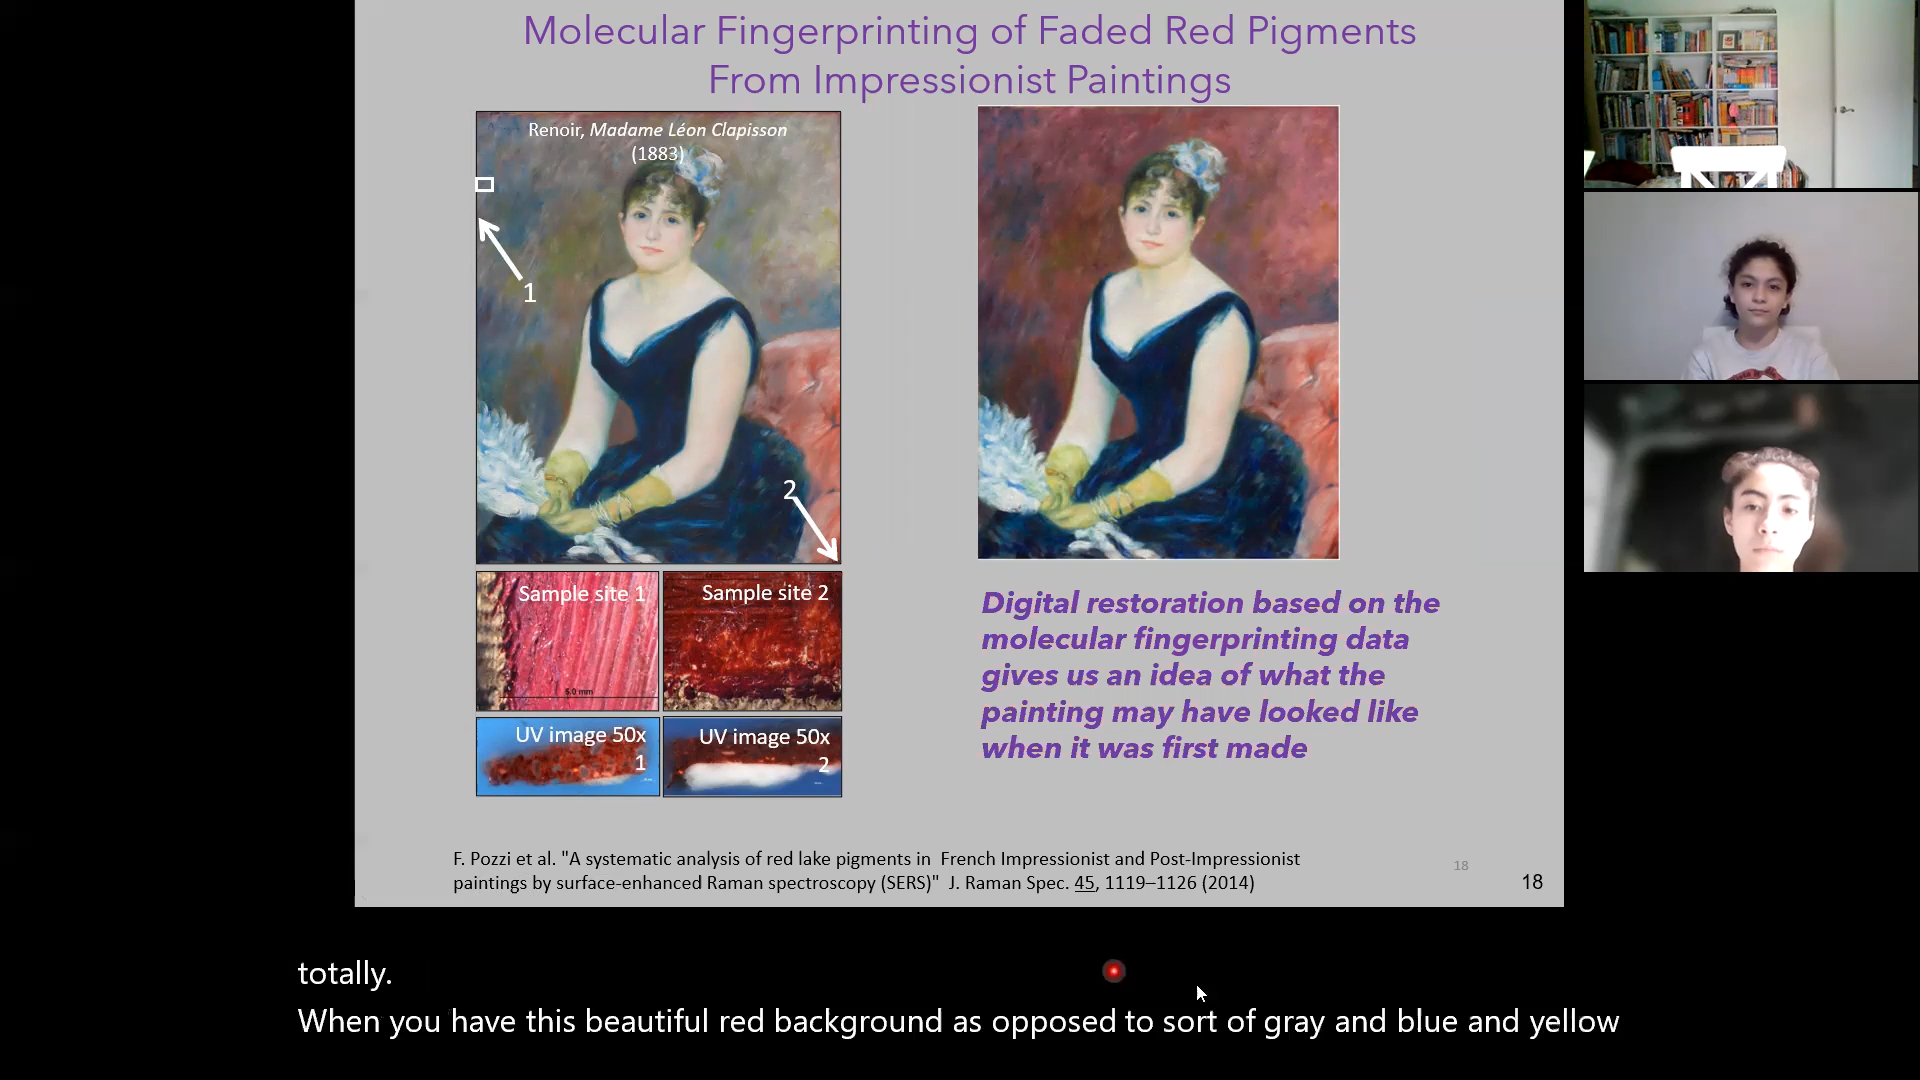 Molecular Fingerprinting of Faded Red Pigments
From Impressionist Paintings
Renoir, Madame Léon Clapisson
(1883)
1
2
Sample site 1
Sample site 2
5.0 mm
UV image 50x
1
UV image 50x
2
Digital restoration based on the
molecular fingerprinting data
gives us an idea of what the
painting may have looked like
when it was first made
F. Pozzi et al. "A systematic analysis of red lake pigments in French Impressionist and Post-Impressionist
paintings by surface-enhanced Raman spectroscopy (SERS)" J. Raman Spec. 45, 1119–1126 (2014)
18
18
totally.
When you have this beautiful red background as opposed to sort of gray and blue and yellow